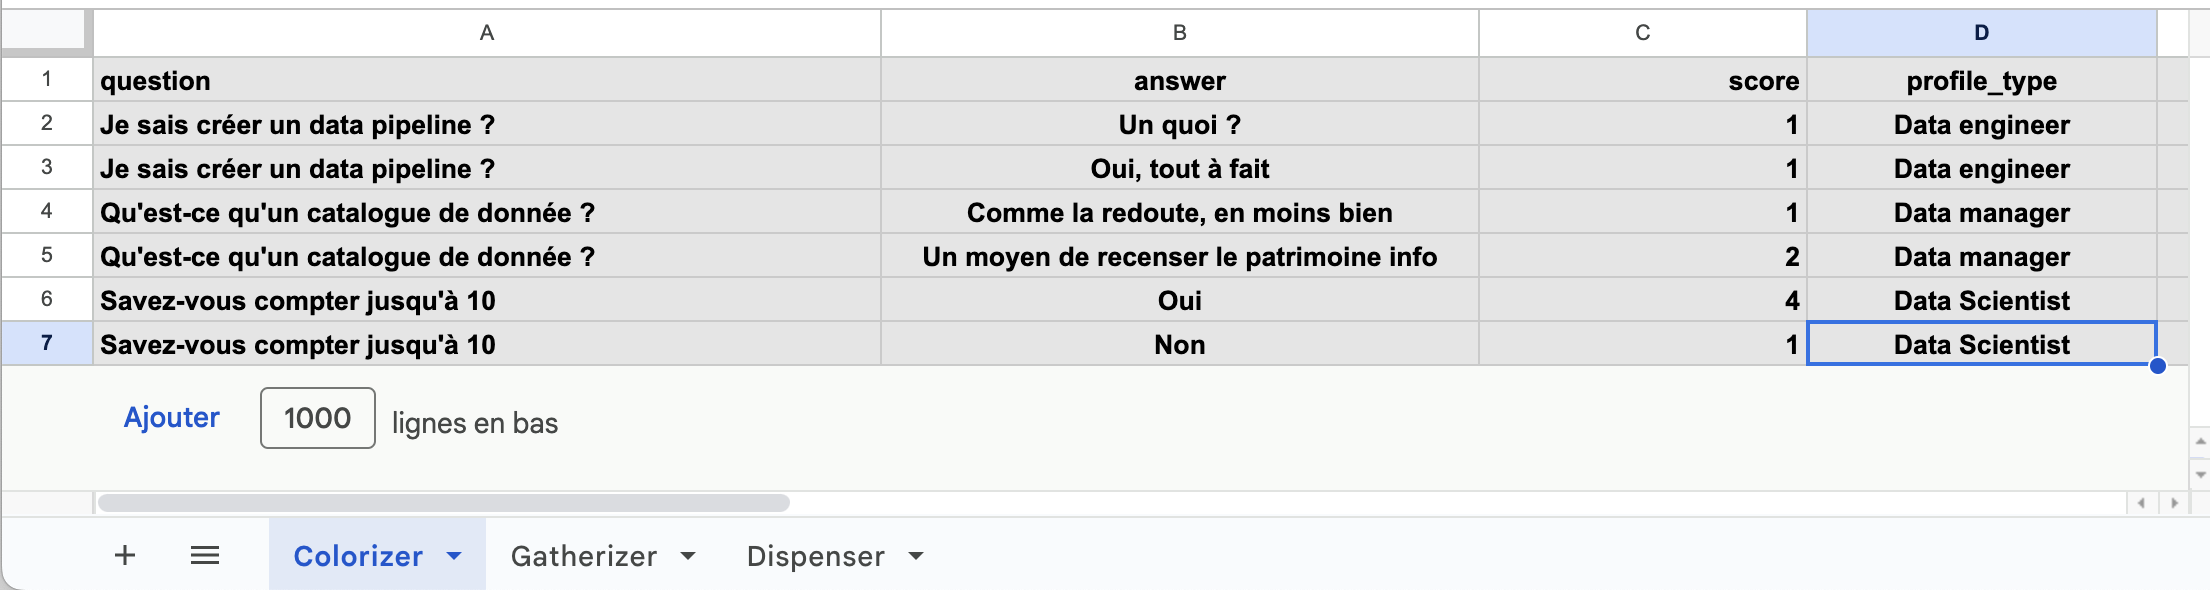 A B C D
1 question answer score profile_type
2 Je sais créer un data pipeline ? Un quoi ? 1 Data engineer
3 Je sais créer un data pipeline ? Oui, tout à fait 1 Data engineer
4 Qu'est-ce qu'un catalogue de donnée ? Comme la redoute, en moins bien 1 Data manager
5 Qu'est-ce qu'un catalogue de donnée ? Un moyen de recenser le patrimoine info 2 Data manager
6 Savez-vous compter jusqu'à 10 Oui 4 Data Scientist
7 Savez-vous compter jusqu'à 10 Non 1 Data Scientist
Ajouter 1000 lignes en bas
Colorizer Gatherizer Dispenser